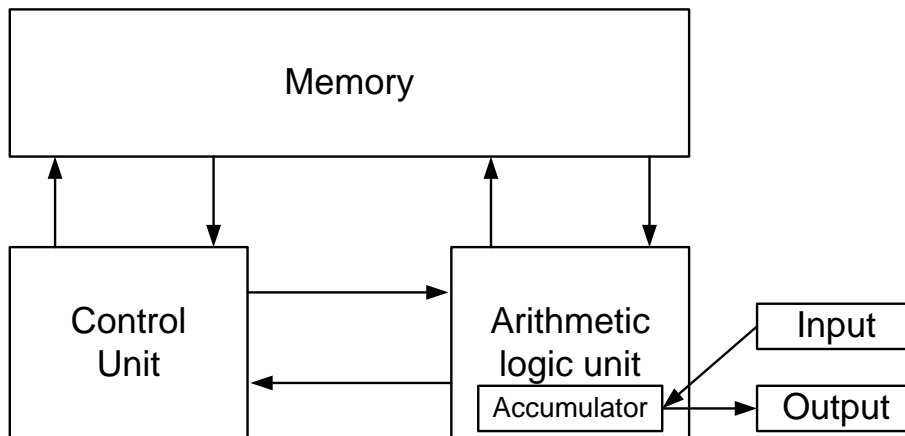 Memory
Control
Unit
Arithmetic
logic unit
Accumulator
Input
Output